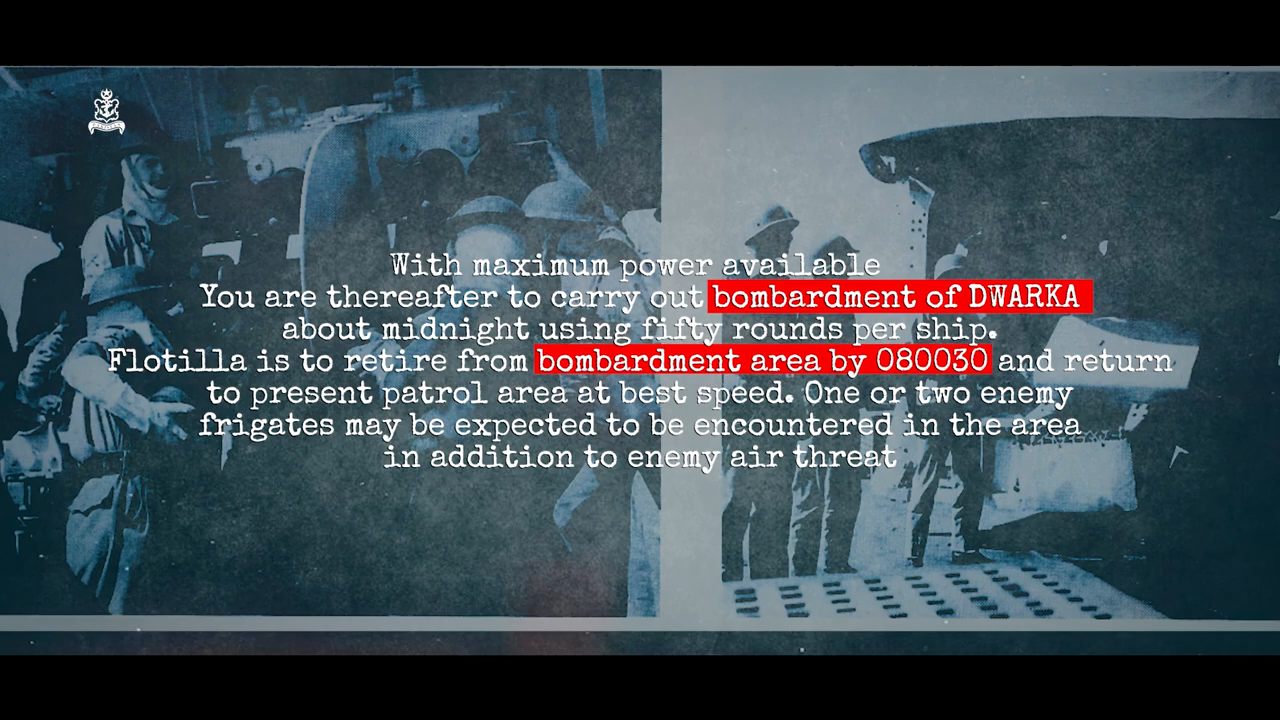 With maximum power available
You are thereafter to carry out bombardment of DWARKA
about midnight using fifty rounds per ship.
Flotilla is to retire from bombardment area by 080030 and return
to present patrol area at best speed. One or two enemy
frigates may be expected to be encountered in the area
in addition to enemy air threat